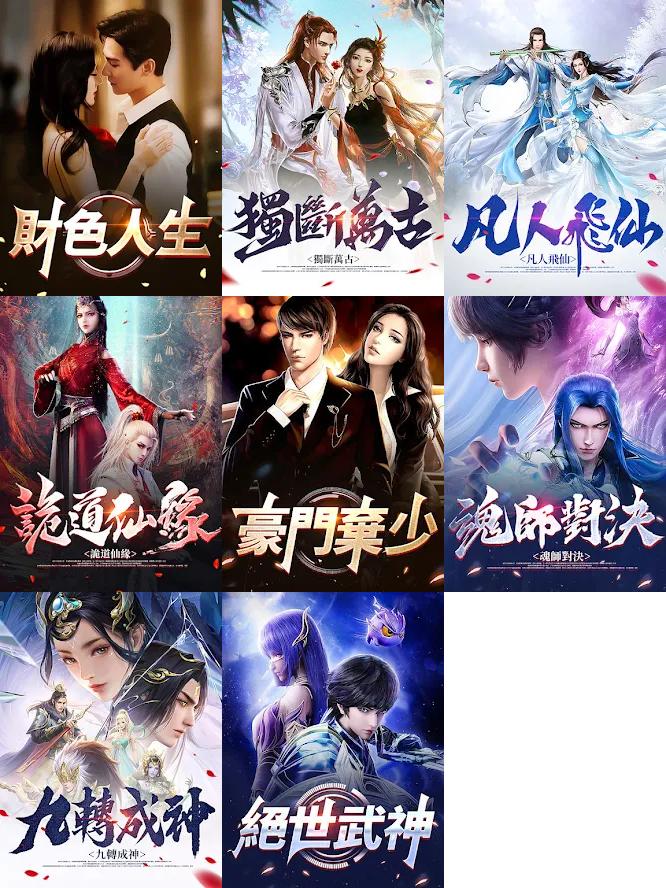 財色人生
獨斷萬古
<獨斷萬古>
凡人飛仙
<凡人飛仙>
詭道仙緣
<詭道仙緣>
豪門棄少
魂師對決
<魂師對決>
九轉成神
<九轉成神>
絕世武神